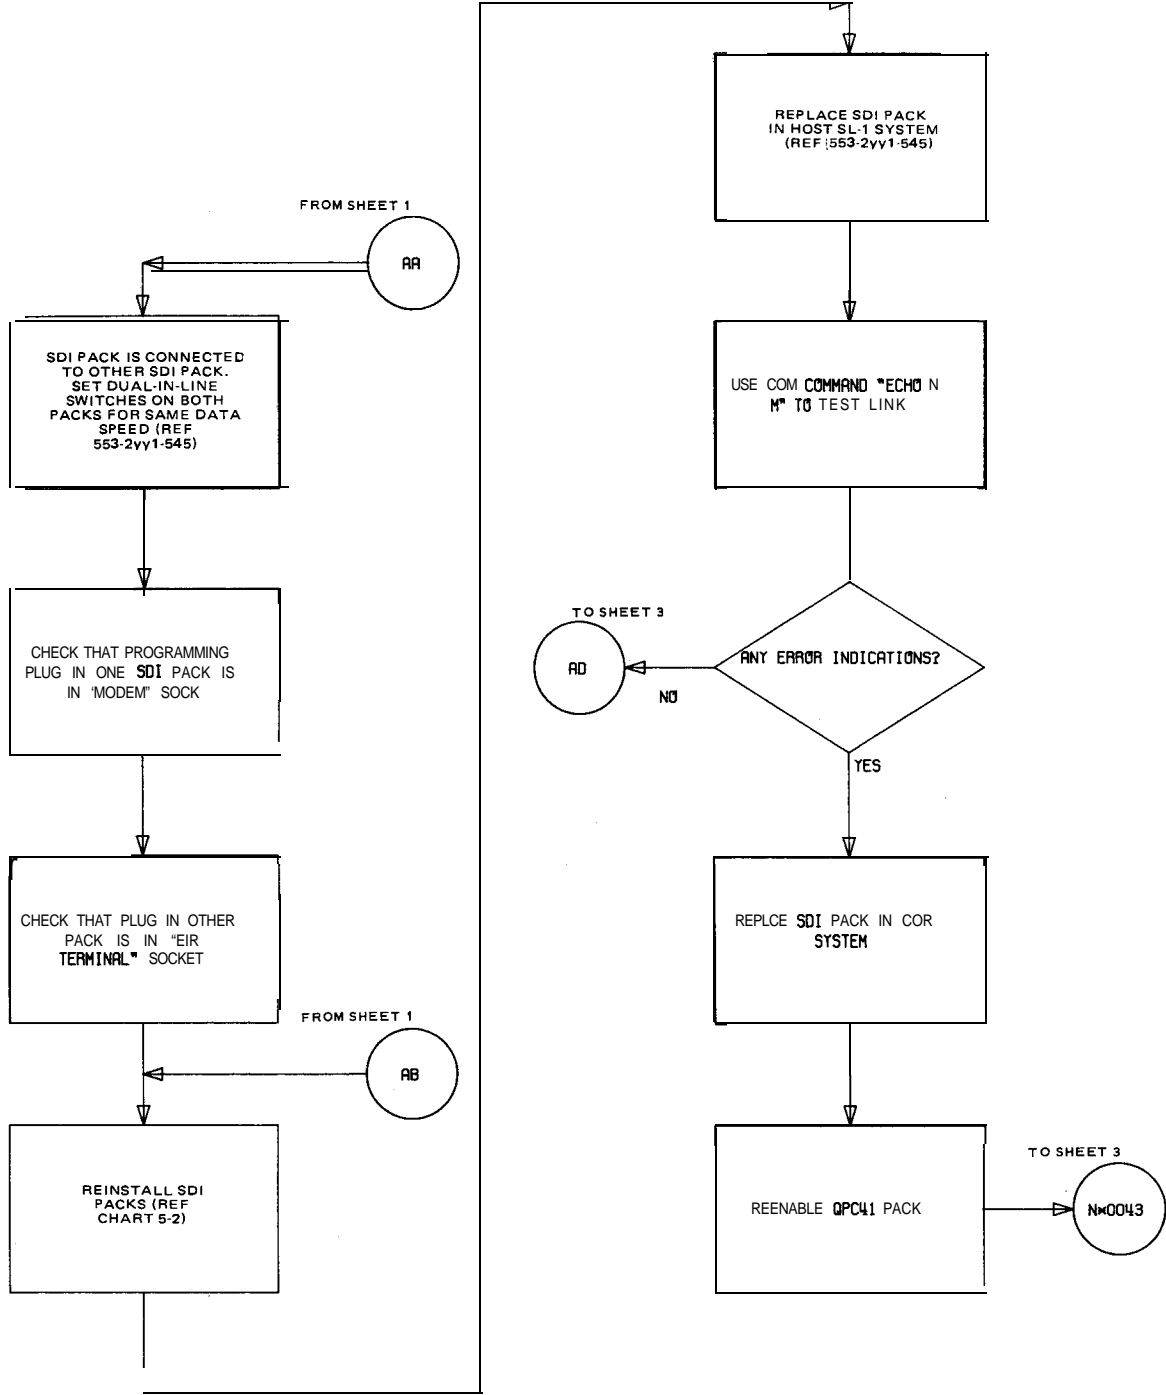 FROM SHEET 1
AA
SDI PACK IS CONNECTED
TO OTHER SDI PACK.
SET DUAL-IN-LINE
SWITCHES ON BOTH
PACKS FOR SAME DATA
SPEED (REF
553-2yy1-545)
CHECK THAT PROGRAMMING
PLUG IN ONE SDI PACK IS
IN ‘MODEM” SOCK
CHECK THAT PLUG IN OTHER
PACK IS IN “EIR
TERMINAL" SOCKET
FROM SHEET 1
AB
REINSTALL SDI
PACKS (REF
CHART 5-2)
REPLACE SDI PACK
IN HOST SL-1 SYSTEM
(REF 553-2yy1-545)
USE COM COMMAND "ECHO N
M" TO TEST LINK
TO SHEET 3
AD
ANY ERROR INDICATIONS?
NO
YES
REPLCE SDI PACK IN COR
SYSTEM
REENABLE QPC41 PACK
TO SHEET 3
N*0043